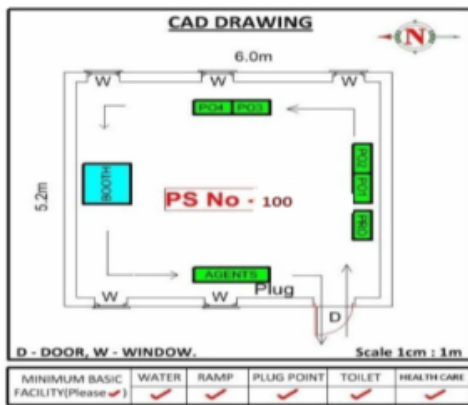 CAD DRAWING
N
6.0m
W W W
PO4 PO3
5.2m
BOOTH
PO2
PO1
PRO
PS No - 100
AGENTS
Plug
W W
D
D - DOOR, W - WINDOW.
Scale 1cm : 1m
MINIMUM BASIC FACILITY(Please ✓) WATER RAMP PLUG POINT TOILET HEALTH CARE
✓ ✓ ✓ ✓ ✓